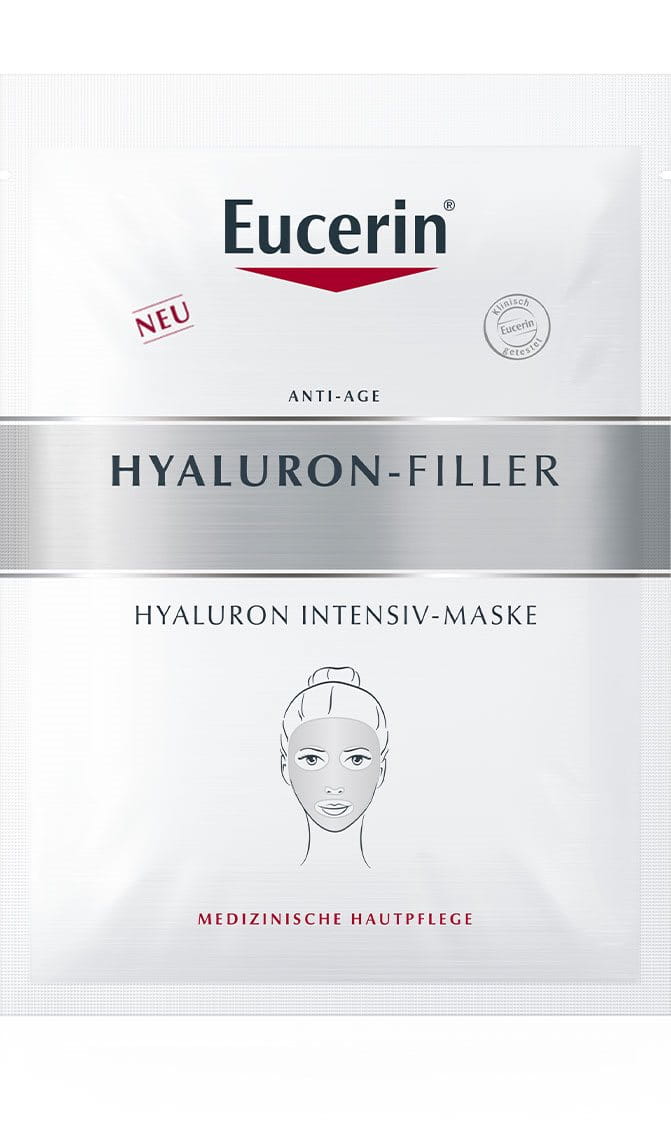 Eucerin®
NEU
Klinisch
Eucerin
getestet
ANTI-AGE
HYALURON-FILLER
HYALURON INTENSIV-MASKE
MEDIZINISCHE HAUTPFLEGE